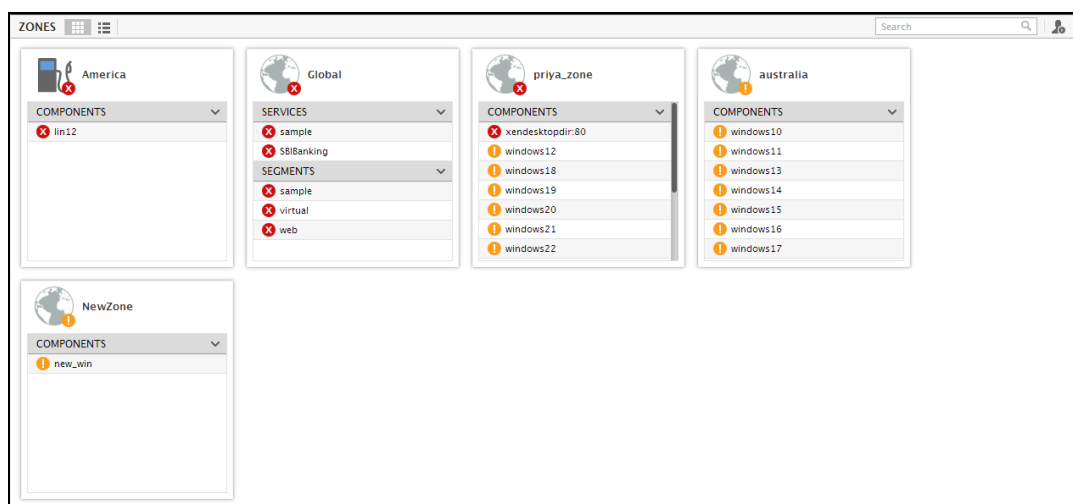 ZONES
Search
America
COMPONENTS
lin12
Global
SERVICES
sample
SBIBanking
SEGMENTS
sample
virtual
web
priya_zone
COMPONENTS
xendesktopdir:80
windows12
windows18
windows19
windows20
windows21
windows22
australia
COMPONENTS
windows10
windows11
windows13
windows14
windows15
windows16
windows17
NewZone
COMPONENTS
new_win